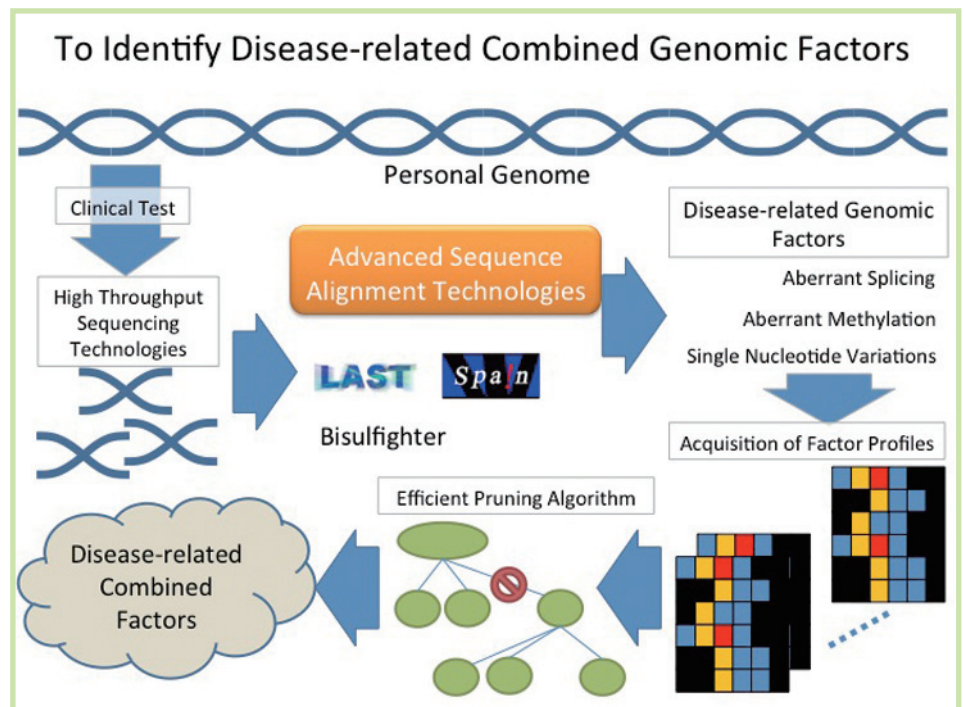 To Identify Disease-related Combined Genomic Factors
Personal Genome
Clinical Test
High Throughput
Sequencing
Technologies
Advanced Sequence
Alignment Technologies
LAST
Spa!n
Bisulfighter
Disease-related Genomic
Factors
Aberrant Splicing
Aberrant Methylation
Single Nucleotide Variations
Acquisition of Factor Profiles
Efficient Pruning Algorithm
Disease-related
Combined
Factors